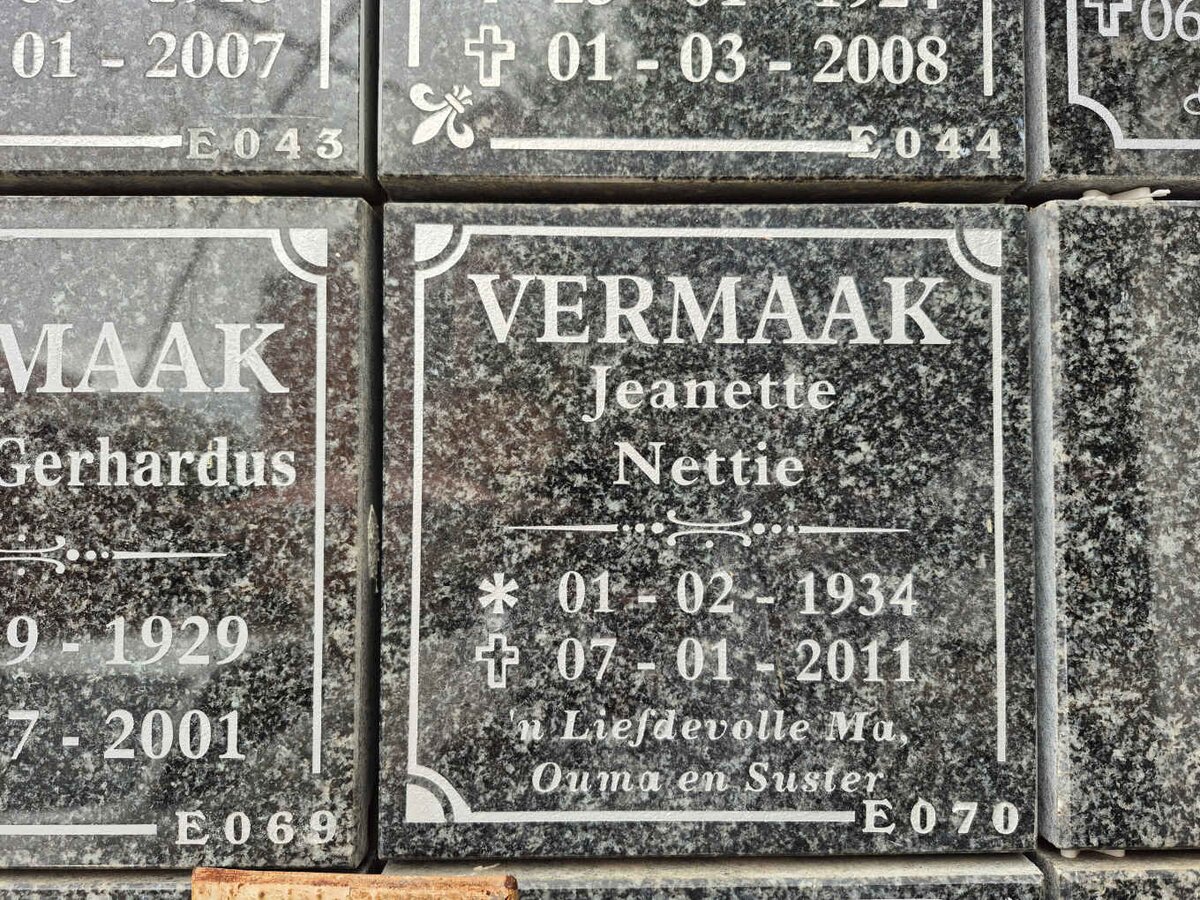 01 - 2007
E043
01 - 03 - 2008
E044
06
MAAK
Gerhardus
9 - 1929
7 - 2001
E069
VERMAAK
Jeanette
Nettie
* 01 - 02 - 1934
✝ 07 - 01 - 2011
'n Liefdevolle Ma,
Ouma en Suster
E070